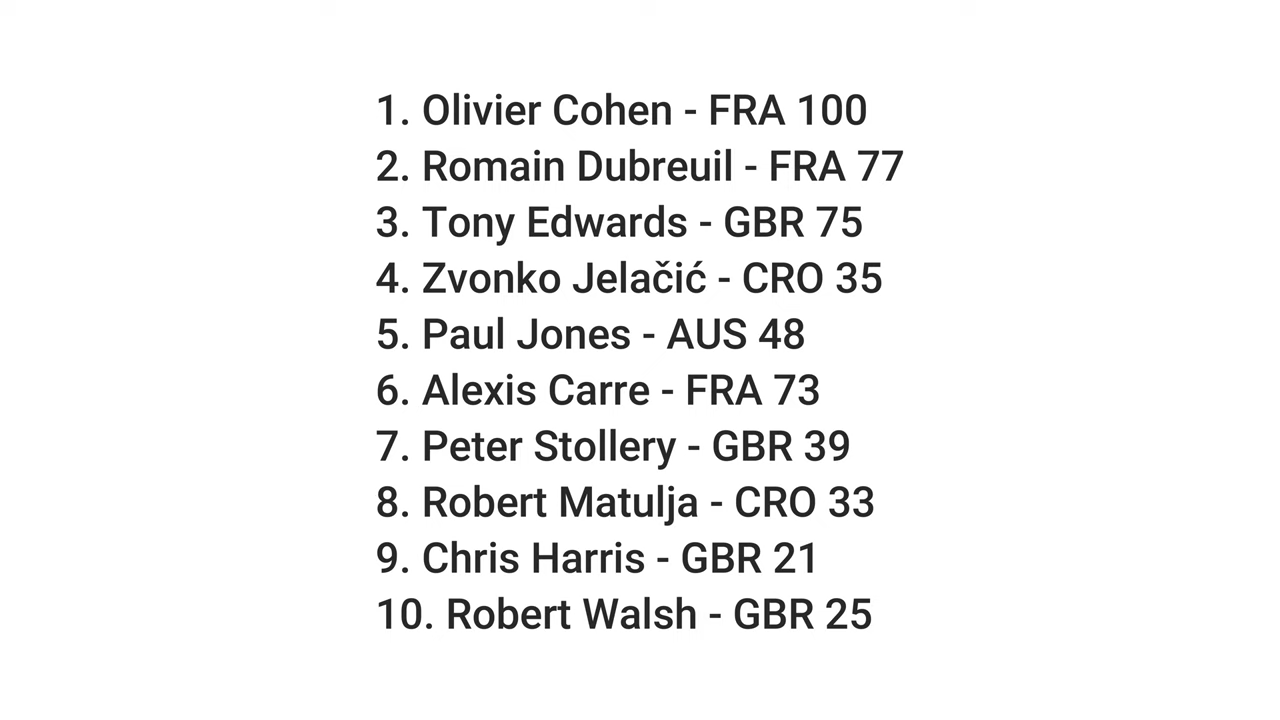 1. Olivier Cohen - FRA 100
2. Romain Dubreuil - FRA 77
3. Tony Edwards - GBR 75
4. Zvonko Jelačić - CRO 35
5. Paul Jones - AUS 48
6. Alexis Carre - FRA 73
7. Peter Stollery - GBR 39
8. Robert Matulja - CRO 33
9. Chris Harris - GBR 21
10. Robert Walsh - GBR 25